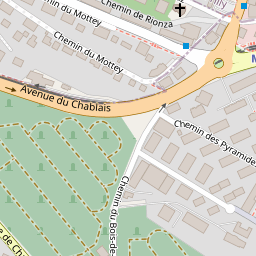 Chemin du Mottey
Chemin de Rionza
Chemin du Mottey
Avenue du Chablais
Chemin des Pyramide
Chemin du Bois-de-
de